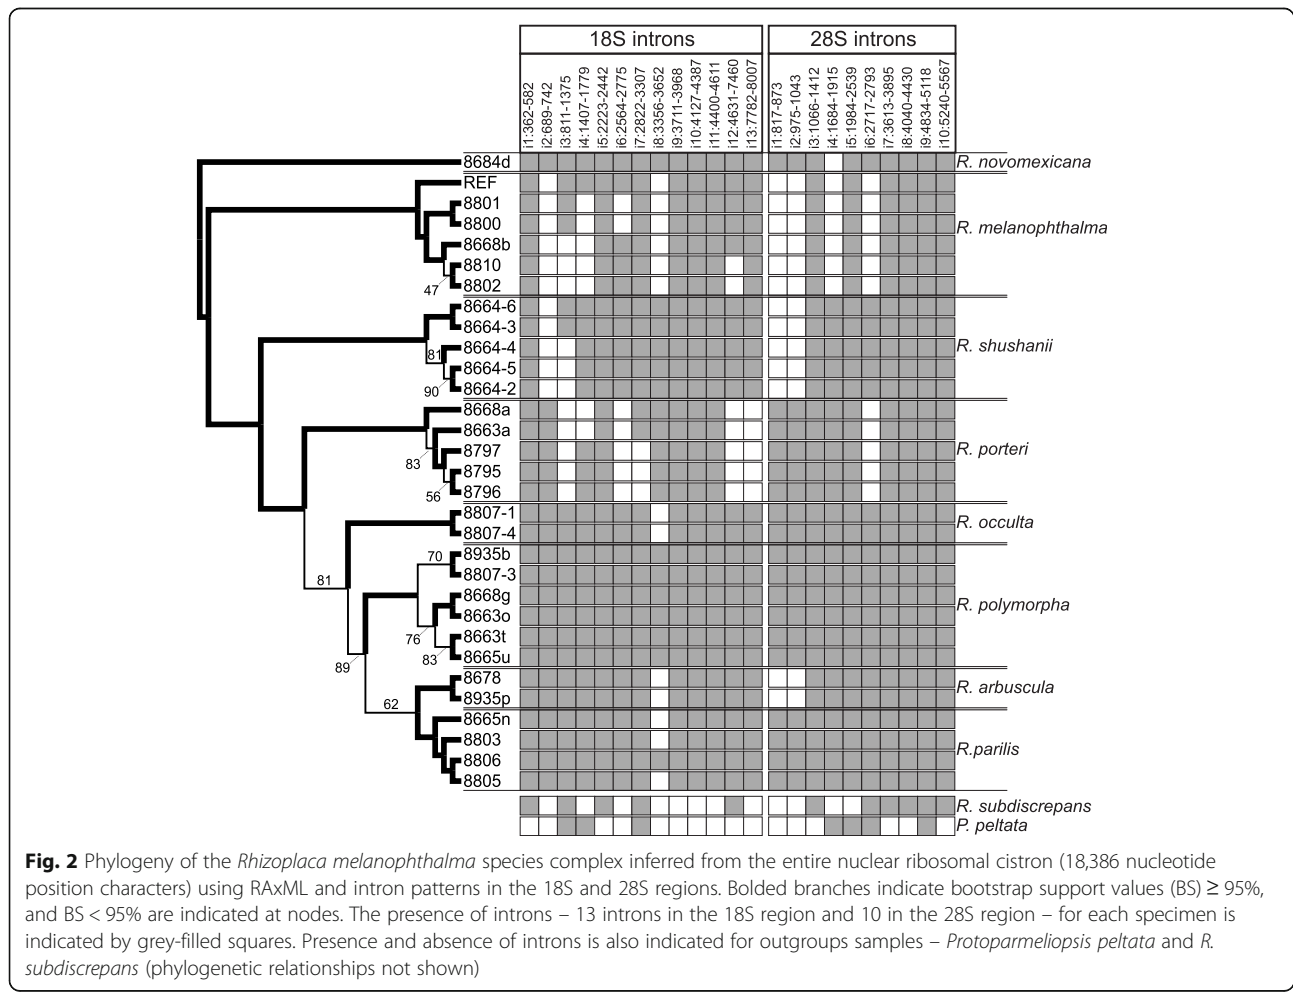 18S introns
28S introns
i1:362-582
i2:689-742
i3:811-1375
i4:1407-1779
i5:2223-2442
i6:2564-2775
i7:2822-3307
i8:3356-3652
i9:3711-3968
i10:4127-4387
i11:4400-4611
i12:4631-7460
i13:7782-8007
i1:817-873
i2:975-1043
i3:1066-1412
i4:1684-1915
i5:1984-2539
i6:2717-2793
i7:3613-3895
i8:4040-4430
i9:4834-5118
i10:5240-5567
8684d
R. novomexicana
REF
8801
8800
R. melanophthalma
8668b
8810
8802
47
8664-6
8664-3
8664-4
R. shushanii
81
8664-5
8664-2
90
8668a
8663a
8797
R. porteri
83
8795
8796
56
8807-1
R. occulta
8807-4
8935b
70
8807-3
81
8668g
R. polymorpha
8663o
76
8663t
8665u
83
89
8678
R. arbuscula
8935p
62
8665n
8803
R.parilis
8806
8805
R. subdiscrepans
P. peltata
Fig. 2 Phylogeny of the Rhizoplaca melanophthalma species complex inferred from the entire nuclear ribosomal cistron (18,386 nucleotide
position characters) using RAxML and intron patterns in the 18S and 28S regions. Bolded branches indicate bootstrap support values (BS) ≥ 95%,
and BS < 95% are indicated at nodes. The presence of introns – 13 introns in the 18S region and 10 in the 28S region – for each specimen is
indicated by grey-filled squares. Presence and absence of introns is also indicated for outgroups samples – Protoparmeliopsis peltata and R.
subdiscrepans (phylogenetic relationships not shown)